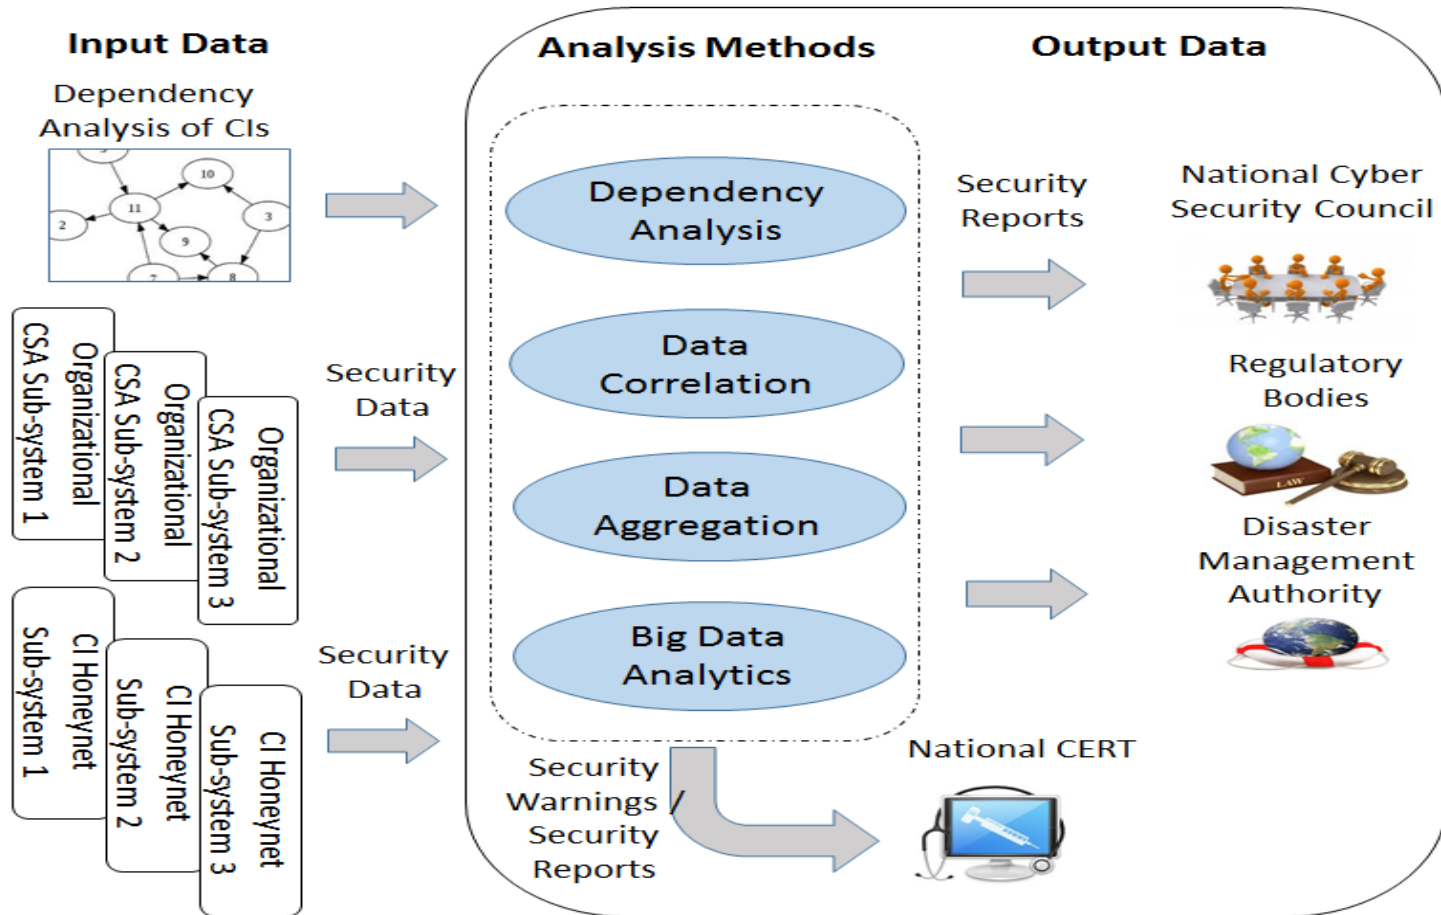 Input Data
Dependency
Analysis of CIs
5
10
11
3
2
9
7
8
Organizational
CSA Sub-system 1
Organizational
CSA Sub-system 2
Organizational
CSA Sub-system 3
Security
Data
CI Honeynet
Sub-system 1
CI Honeynet
Sub-system 2
CI Honeynet
Sub-system 3
Security
Data
Analysis Methods
Dependency
Analysis
Data
Correlation
Data
Aggregation
Big Data
Analytics
Security
Warnings /
Security
Reports
Output Data
Security
Reports
National Cyber
Security Council
Regulatory
Bodies
LAW
Disaster
Management
Authority
National CERT